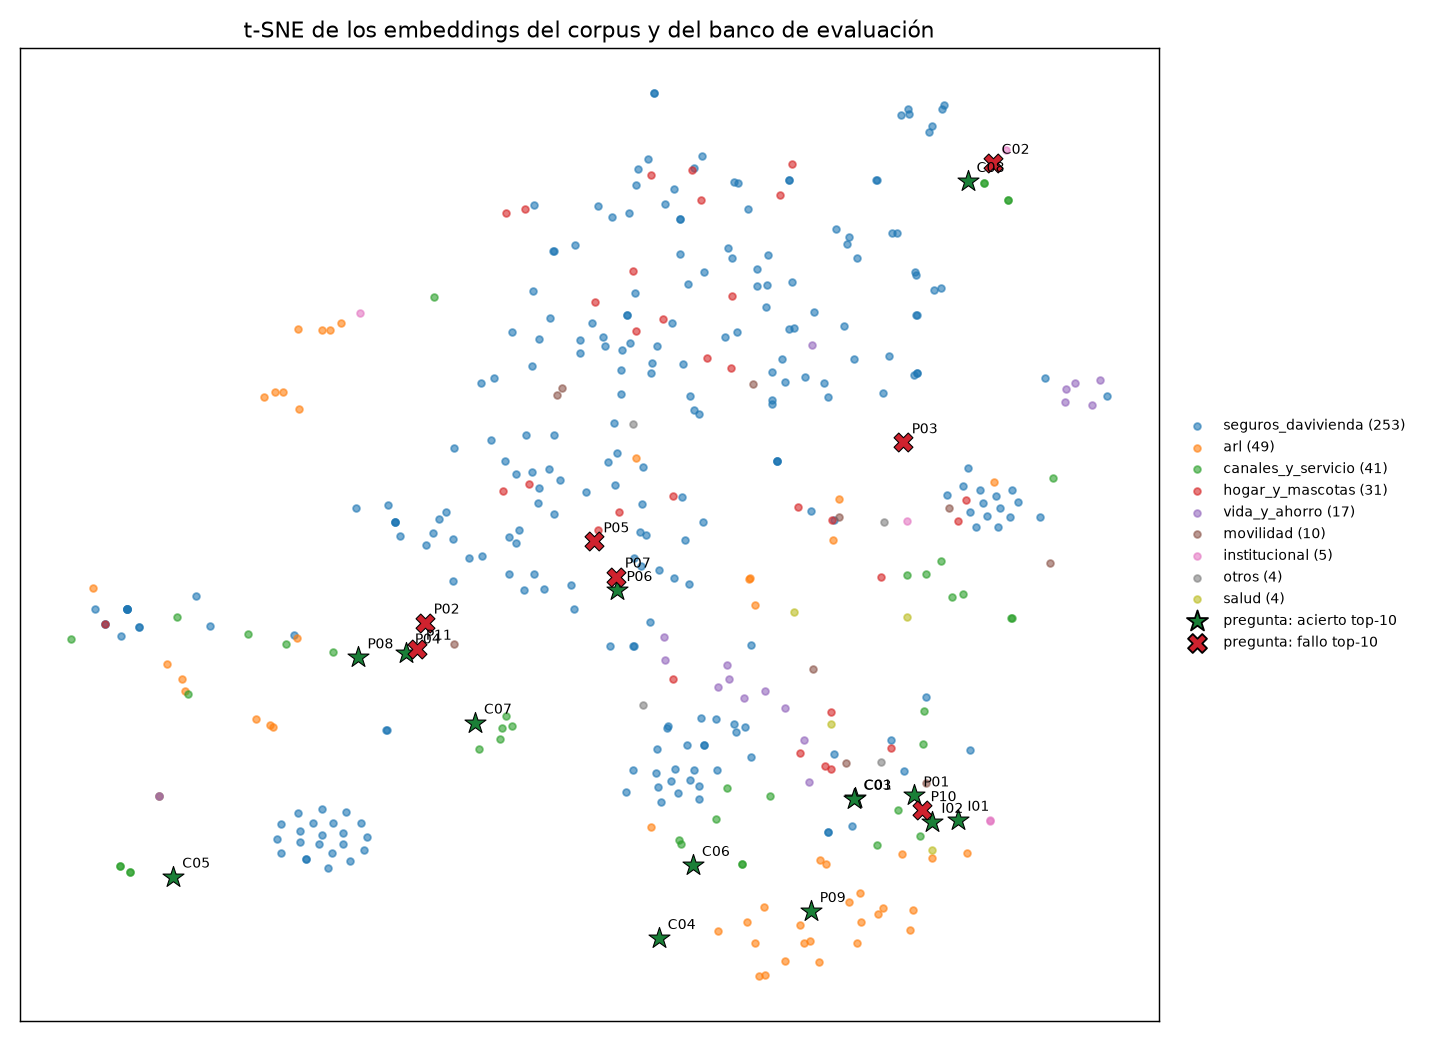 t-SNE de los embeddings del corpus y del banco de evaluación
C02
P03
P05
P07
P06
P02
P11
P04
P08
C07
C05
C03
P01
P10
I02
I01
C06
P09
C04
seguros_davivienda (253)
arl (49)
canales_y_servicio (41)
hogar_y_mascotas (31)
vida_y_ahorro (17)
movilidad (10)
institucional (5)
otros (4)
salud (4)
pregunta: acierto top-10
pregunta: fallo top-10